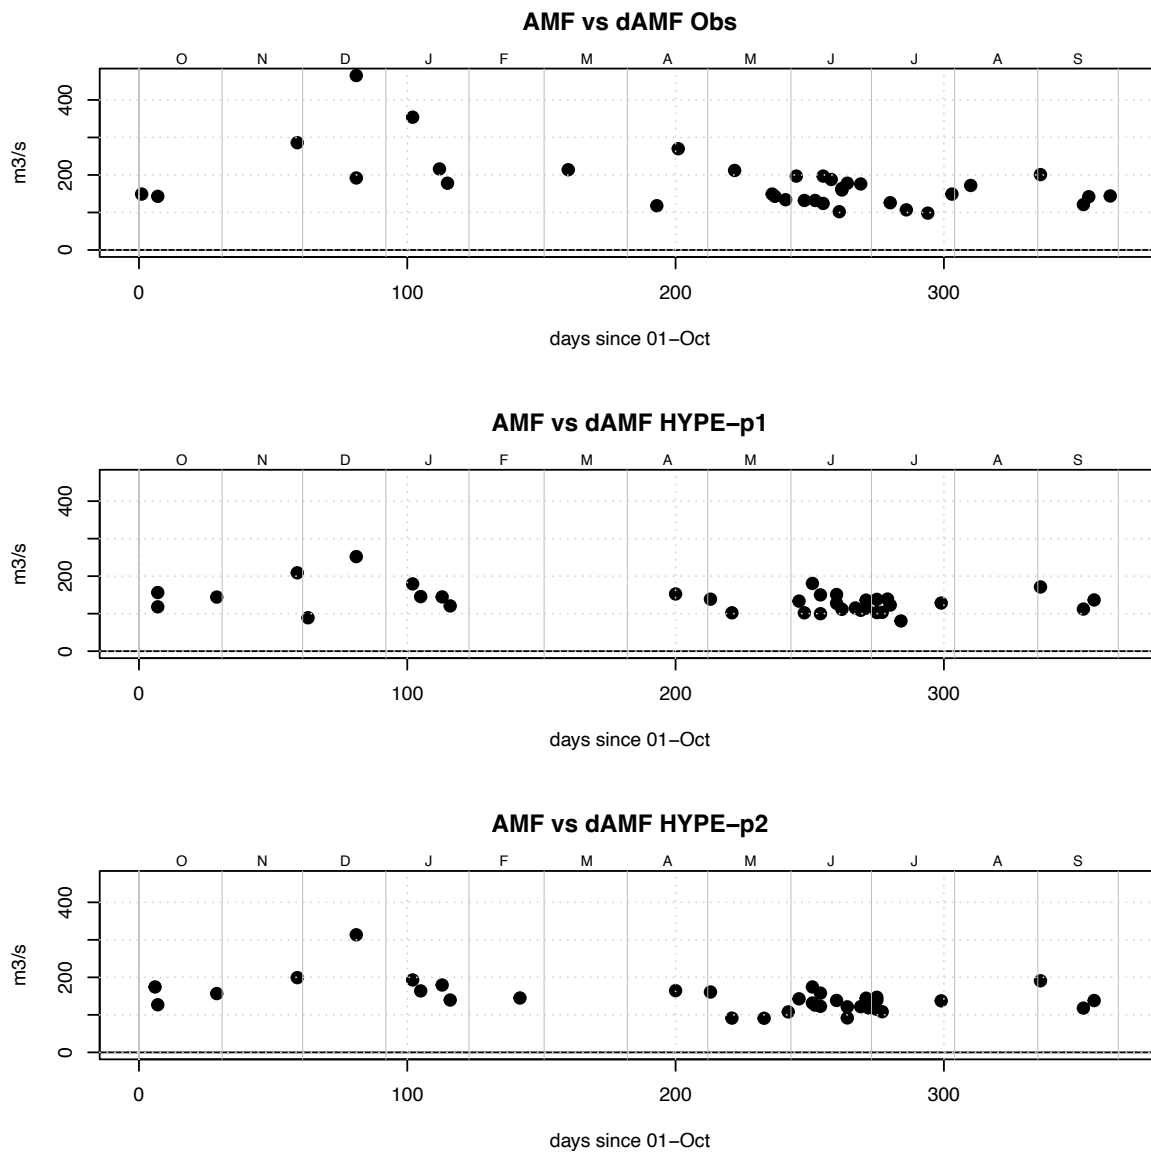 AMF vs dAMF Obs
O N D J F M A M J J A S
400
200
0
m3/s
0 100 200 300
days since 01−Oct
AMF vs dAMF HYPE−p1
O N D J F M A M J J A S
400
200
0
m3/s
0 100 200 300
days since 01−Oct
AMF vs dAMF HYPE−p2
O N D J F M A M J J A S
400
200
0
m3/s
0 100 200 300
days since 01−Oct